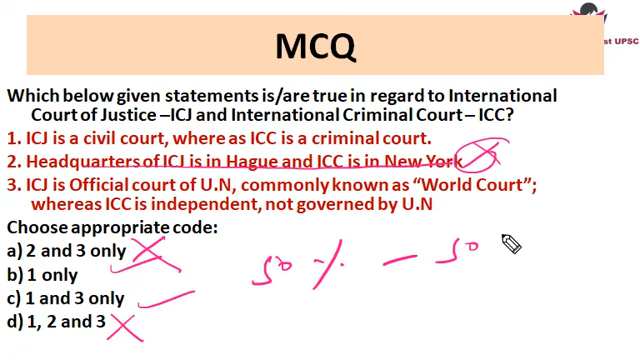 MCQ
st UPSC
Which below given statements is/are true in regard to International
Court of Justice –ICJ and International Criminal Court – ICC?
1. ICJ is a civil court, where as ICC is a criminal court.
2. Headquarters of ICJ is in Hague and ICC is in New York
3. ICJ is Official court of U.N, commonly known as “World Court”;
whereas ICC is independent, not governed by U.N
Choose appropriate code:
a) 2 and 3 only
b) 1 only
c) 1 and 3 only
d) 1, 2 and 3
50 % – 50